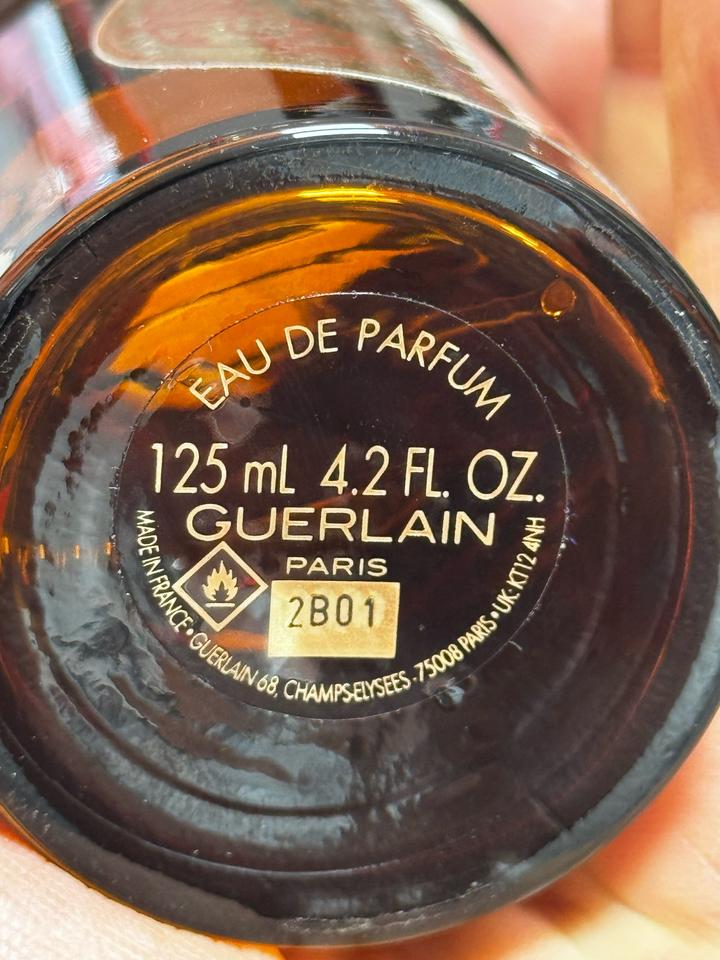 EAU DE PARFUM
125 mL 4.2 FL. OZ.
GUERLAIN
PARIS
2B01
MADE IN FRANCE • GUERLAIN 68, CHAMPS-ELYSEES .75008 PARIS • UK:KT12 4NH